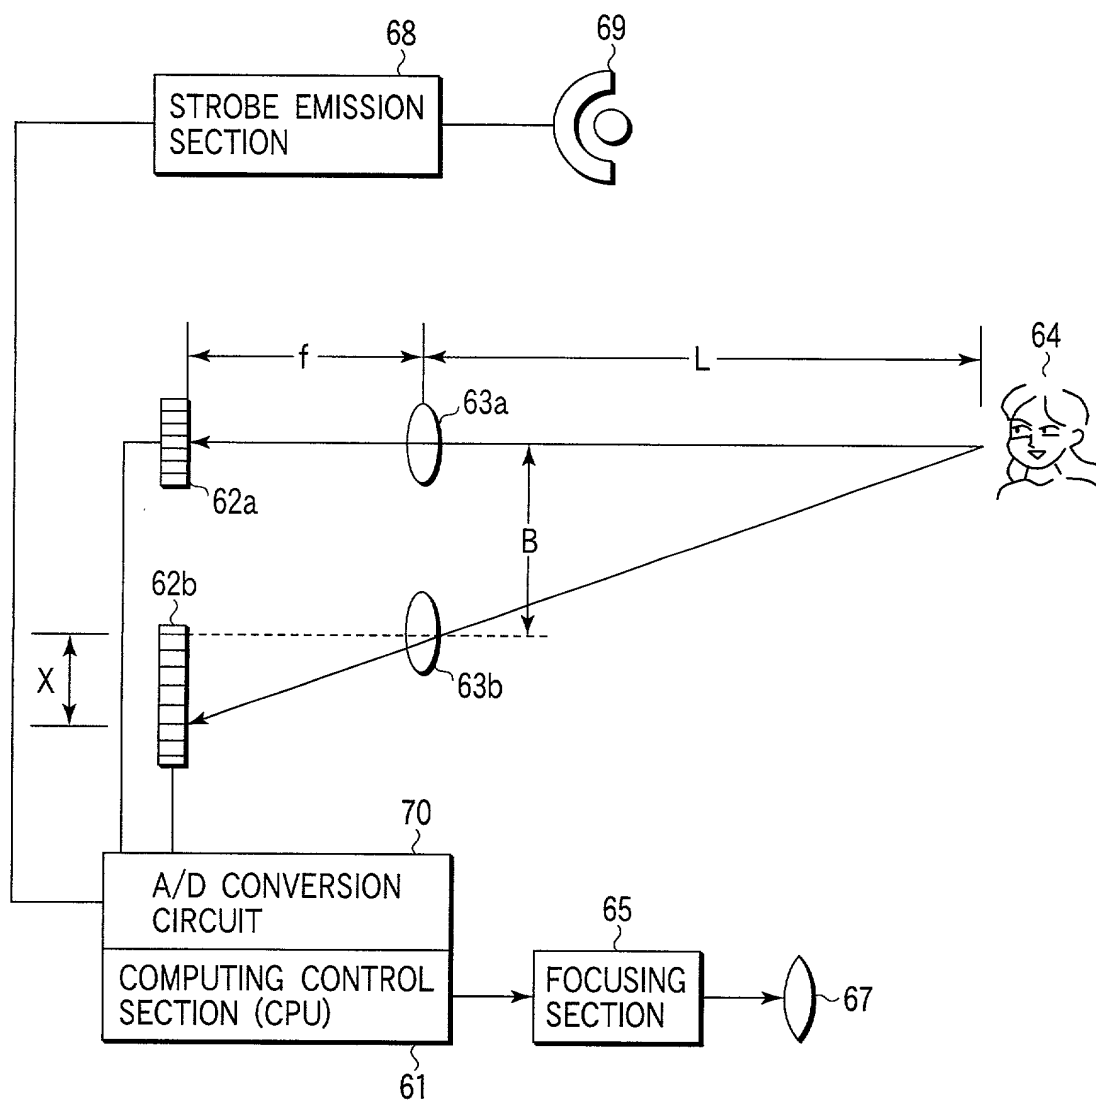 68
69
STROBE EMISSION
SECTION
f
L
64
63a
62a
B
62b
X
63b
70
A/D CONVERSION
CIRCUIT
65
COMPUTING CONTROL
SECTION (CPU)
FOCUSING
SECTION
67
61